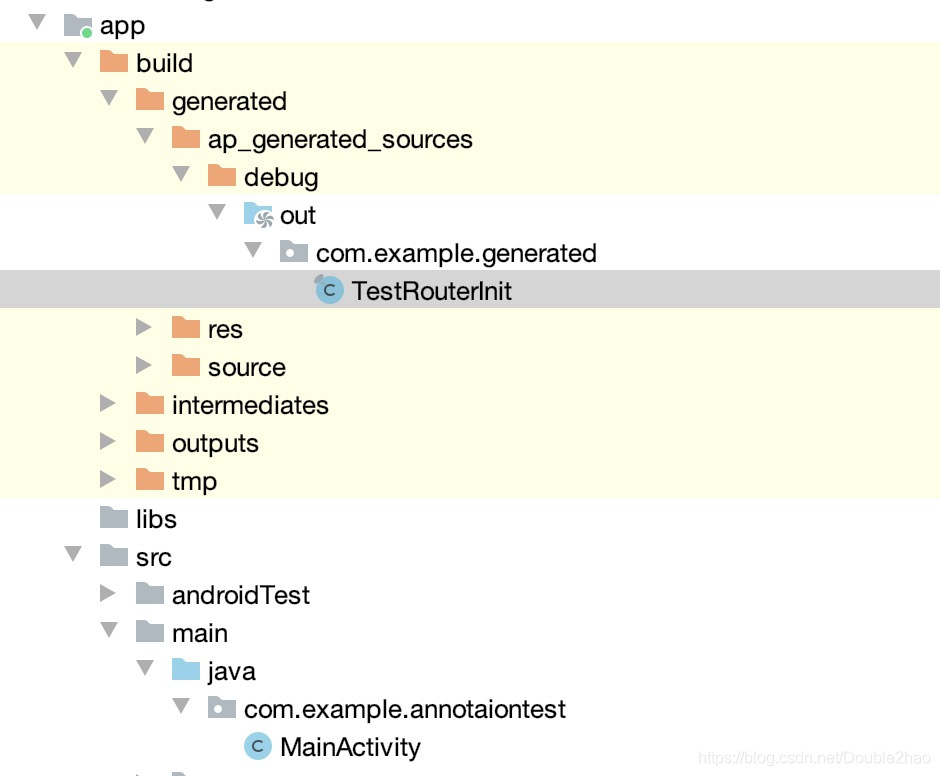 app
build
generated
ap_generated_sources
debug
out
com.example.generated
C TestRouterInit
res
source
intermediates
outputs
tmp
libs
src
androidTest
main
java
com.example.annotaiontest
C MainActivity
https://blog.csdn.net/Double2hao